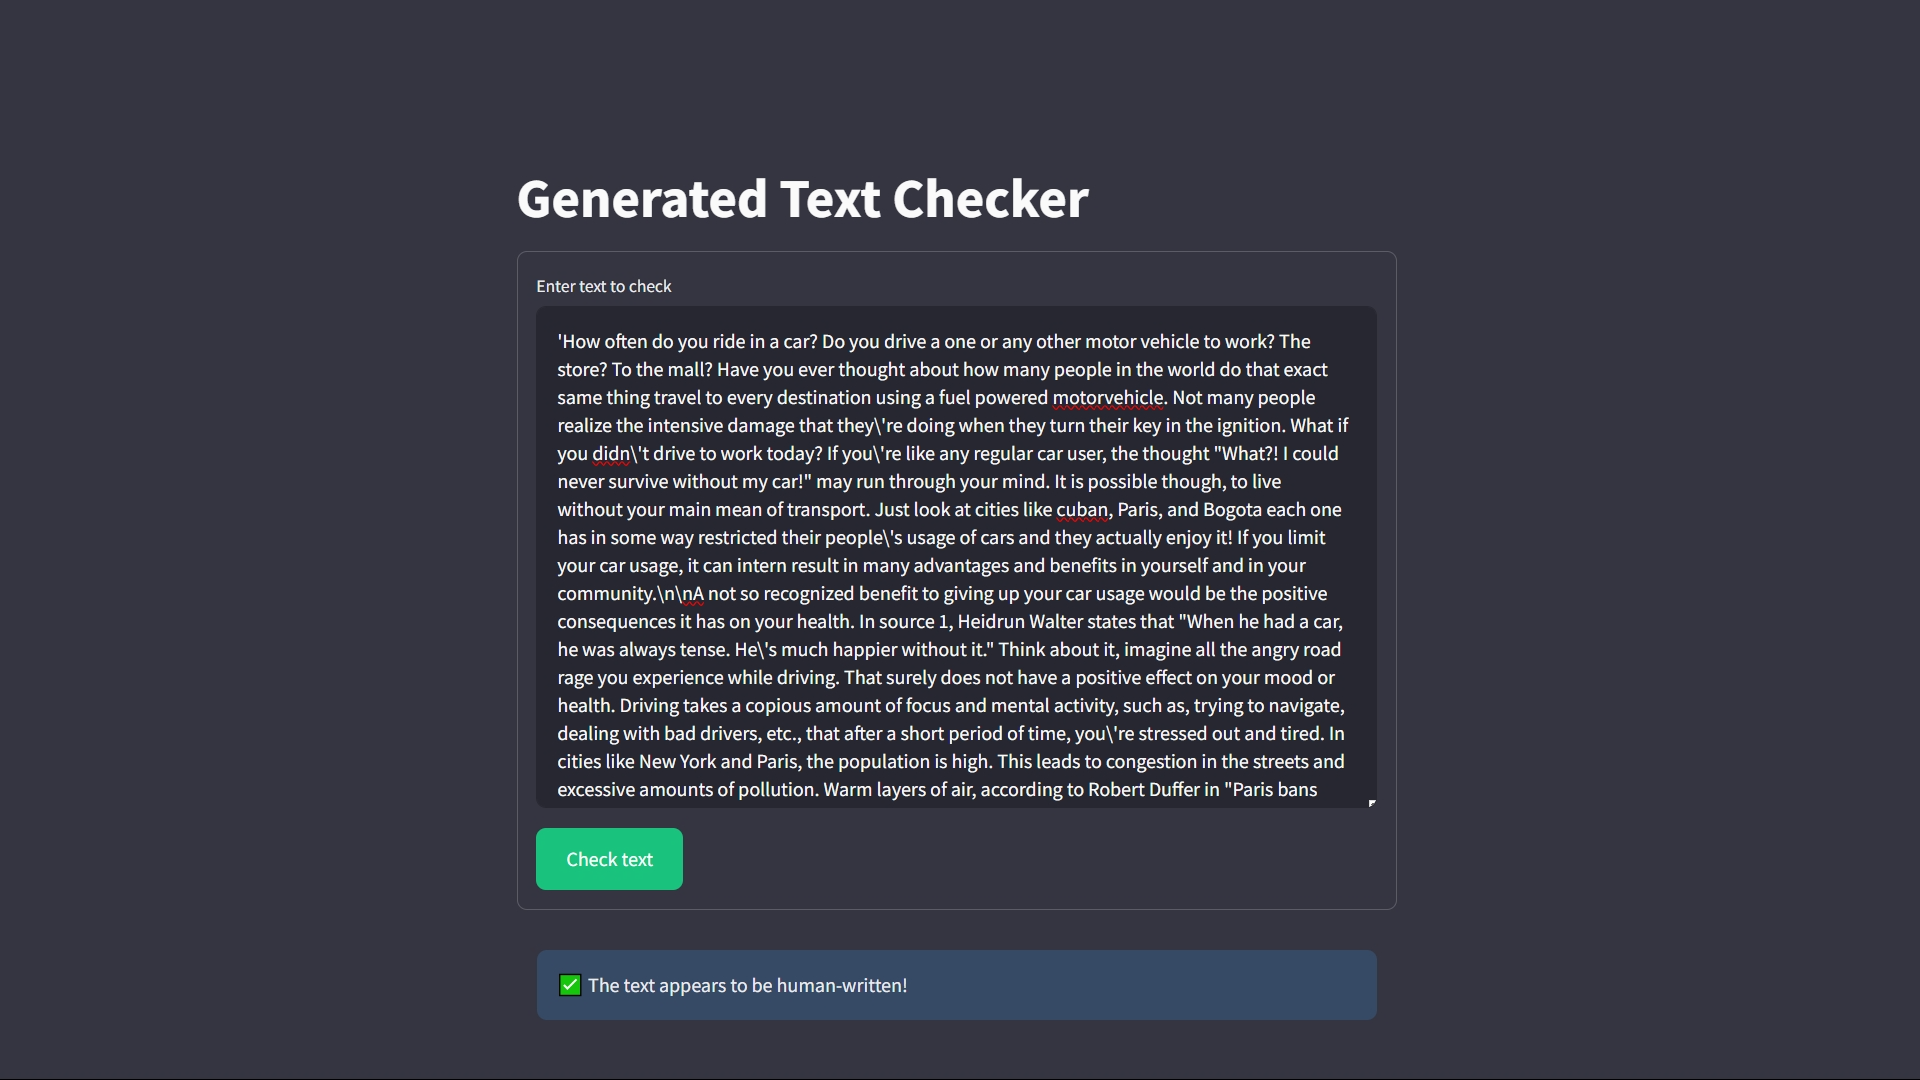 Generated Text Checker
Enter text to check
'How often do you ride in a car? Do you drive a one or any other motor vehicle to work? The
store? To the mall? Have you ever thought about how many people in the world do that exact
same thing travel to every destination using a fuel powered motorvehicle. Not many people
realize the intensive damage that they\'re doing when they turn their key in the ignition. What if
you didn\'t drive to work today? If you\'re like any regular car user, the thought "What?! I could
never survive without my car!" may run through your mind. It is possible though, to live
without your main mean of transport. Just look at cities like cuban, Paris, and Bogota each one
has in some way restricted their people\'s usage of cars and they actually enjoy it! If you limit
your car usage, it can intern result in many advantages and benefits in yourself and in your
community.\n\nA not so recognized benefit to giving up your car usage would be the positive
consequences it has on your health. In source 1, Heidrun Walter states that "When he had a car,
he was always tense. He\'s much happier without it." Think about it, imagine all the angry road
rage you experience while driving. That surely does not have a positive effect on your mood or
health. Driving takes a copious amount of focus and mental activity, such as, trying to navigate,
dealing with bad drivers, etc., that after a short period of time, you\'re stressed out and tired. In
cities like New York and Paris, the population is high. This leads to congestion in the streets and
excessive amounts of pollution. Warm layers of air, according to Robert Duffer in "Paris bans
Check text
The text appears to be human-written!